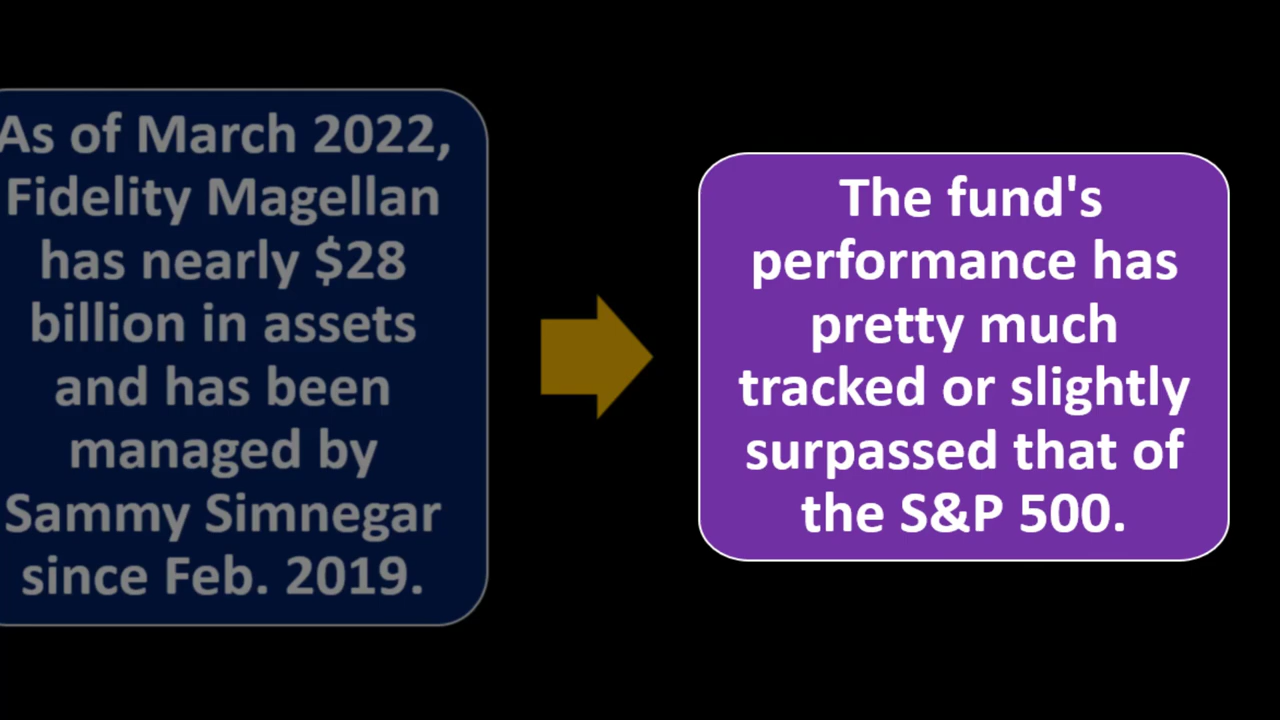 As of March 2022,
Fidelity Magellan
has nearly $28
billion in assets
and has been
managed by
Sammy Simnegar
since Feb. 2019.
The fund's
performance has
pretty much
tracked or slightly
surpassed that of
the S&P 500.